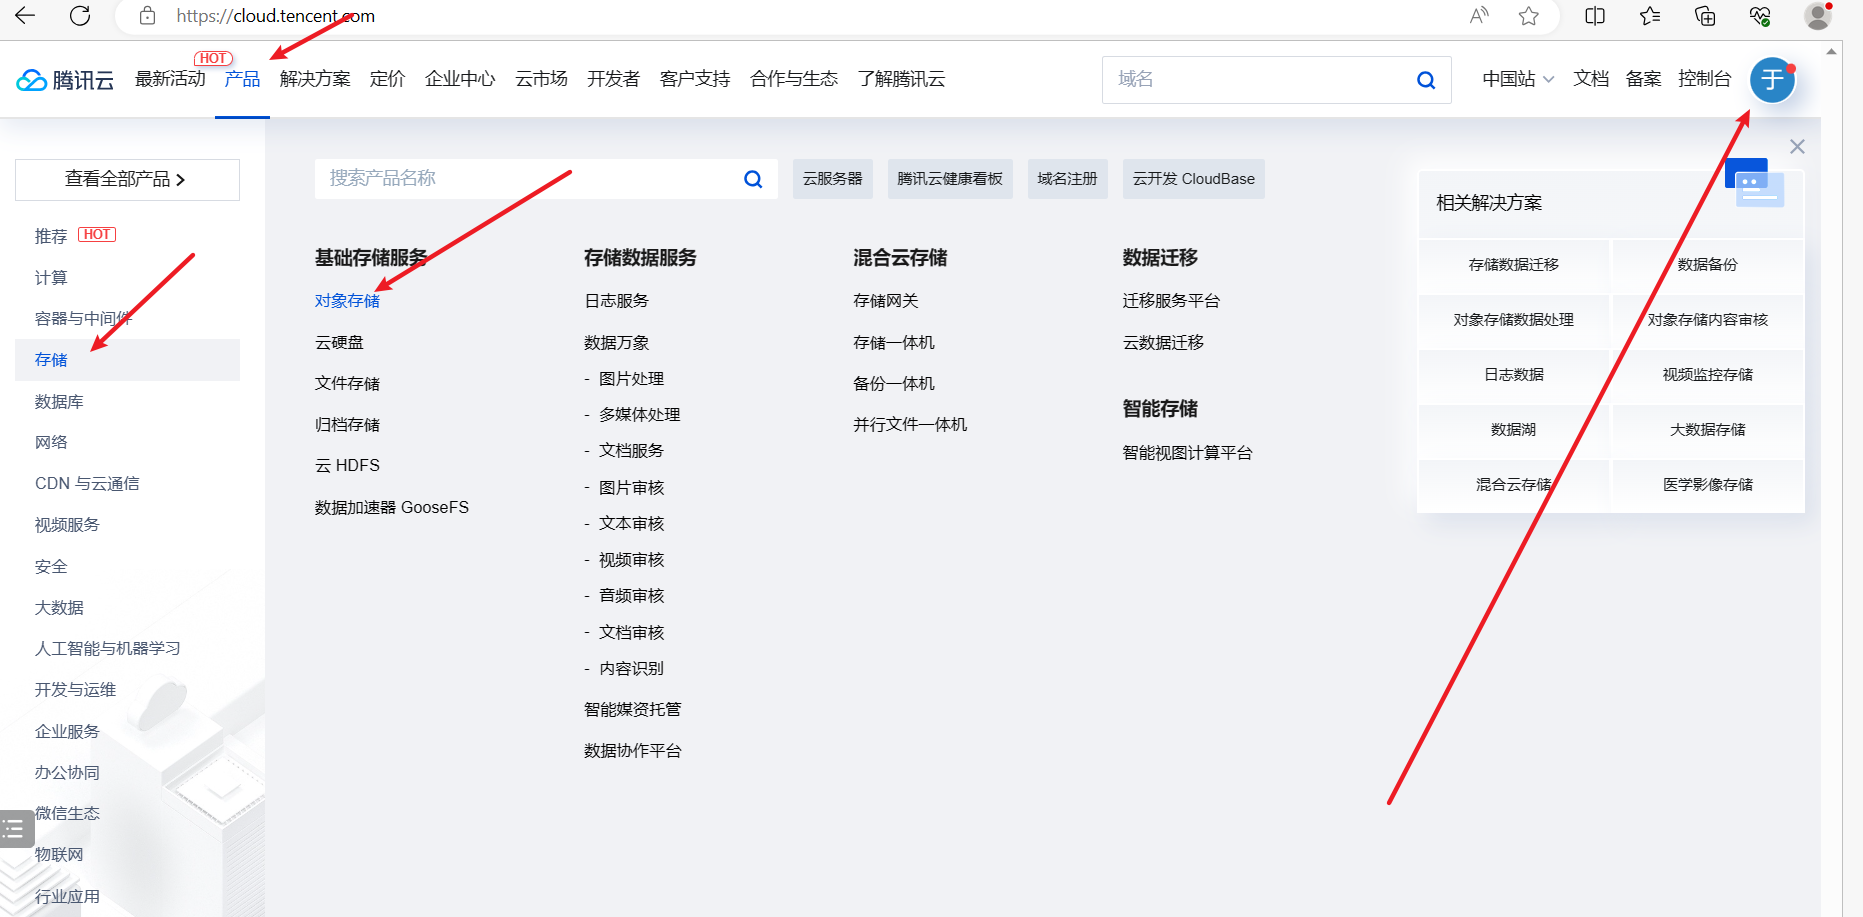 https://cloud.tencent.com
腾讯云
最新活动
HOT
产品
解决方案
定价
企业中心
云市场
开发者
客户支持
合作与生态
了解腾讯云
域名
中国站
文档
备案
控制台
于
查看全部产品
推荐 HOT
计算
容器与中间件
存储
数据库
网络
CDN 与云通信
视频服务
安全
大数据
人工智能与机器学习
开发与运维
企业服务
办公协同
微信生态
物联网
行业应用
搜索产品名称
云服务器
腾讯云健康看板
域名注册
云开发 CloudBase
基础存储服务
对象存储
云硬盘
文件存储
归档存储
云 HDFS
数据加速器 GooseFS
存储数据服务
日志服务
数据万象
- 图片处理
- 多媒体处理
- 文档服务
- 图片审核
- 文本审核
- 视频审核
- 音频审核
- 文档审核
- 内容识别
智能媒资托管
数据协作平台
混合云存储
存储网关
存储一体机
备份一体机
并行文件一体机
数据迁移
迁移服务平台
云数据迁移
智能存储
智能视图计算平台
相关解决方案
存储数据迁移
数据备份
对象存储数据处理
对象存储内容审核
日志数据
视频监控存储
数据湖
大数据存储
混合云存储
医学影像存储